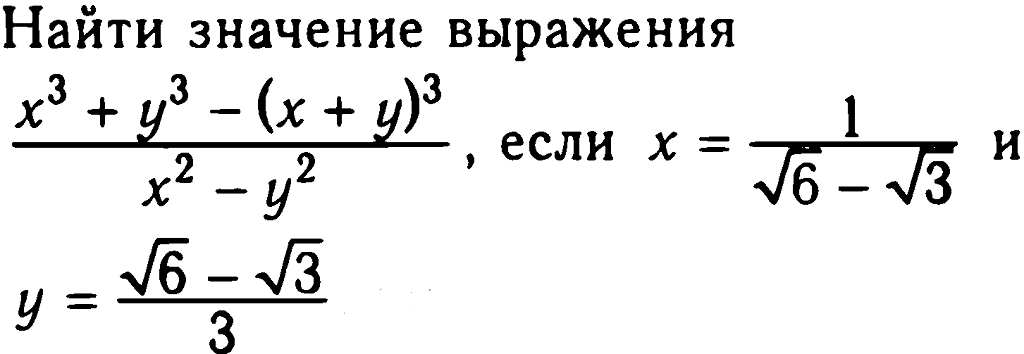 Найти значение выражения
\frac{x^3 + y^3 - (x + y)^3}{x^2 - y^2}, если x = \frac{1}{\sqrt{6} - \sqrt{3}} и
y = \frac{\sqrt{6} - \sqrt{3}}{3}